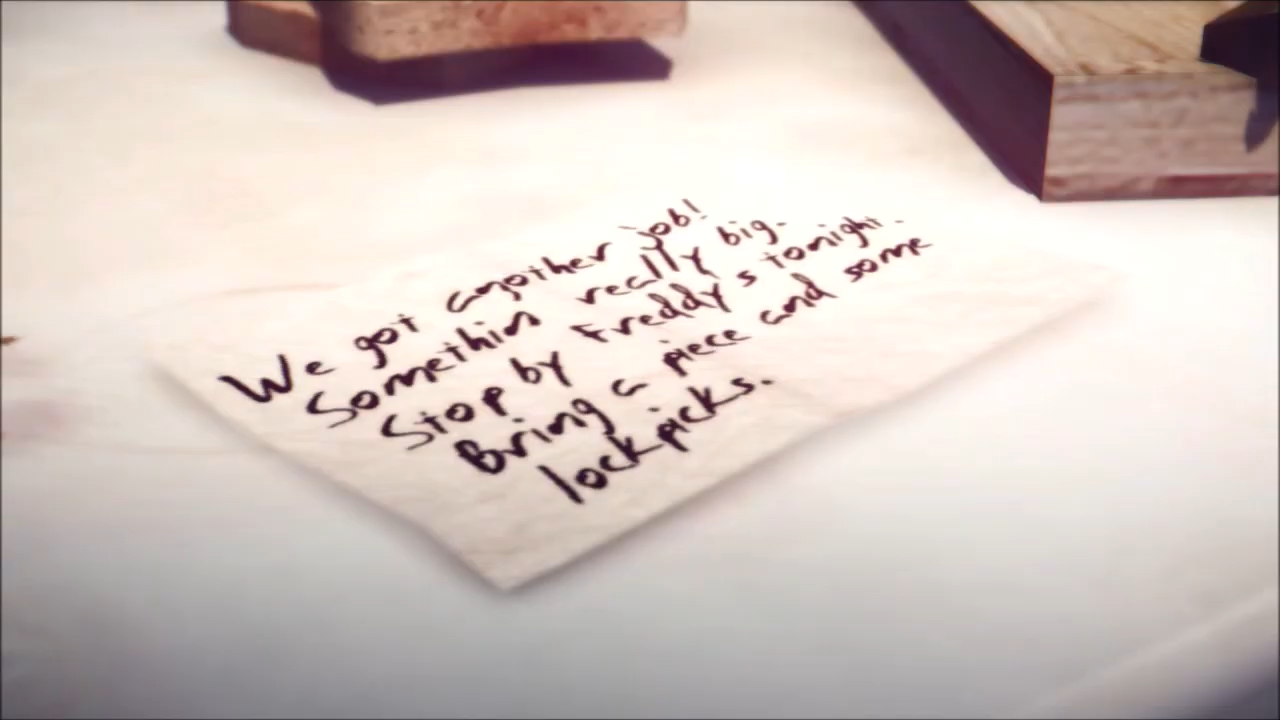 We got another job!
Somethin really big.
Stop by Freddy's tonight.
Bring a piece and some
lockpicks.